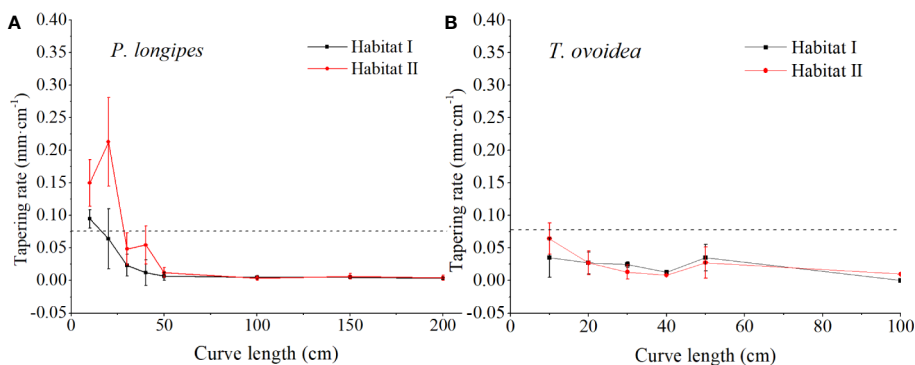 A
P. longipes
Habitat I
Habitat II
Tapering rate (mm·cm-1)
0.40
0.35
0.30
0.25
0.20
0.15
0.10
0.05
0.00
-0.05
0 50 100 150 200
Curve length (cm)
B
T. ovoidea
Habitat I
Habitat II
Tapering rate (mm·cm-1)
0.40
0.35
0.30
0.25
0.20
0.15
0.10
0.05
0.00
-0.05
0 20 40 60 80 100
Curve length (cm)